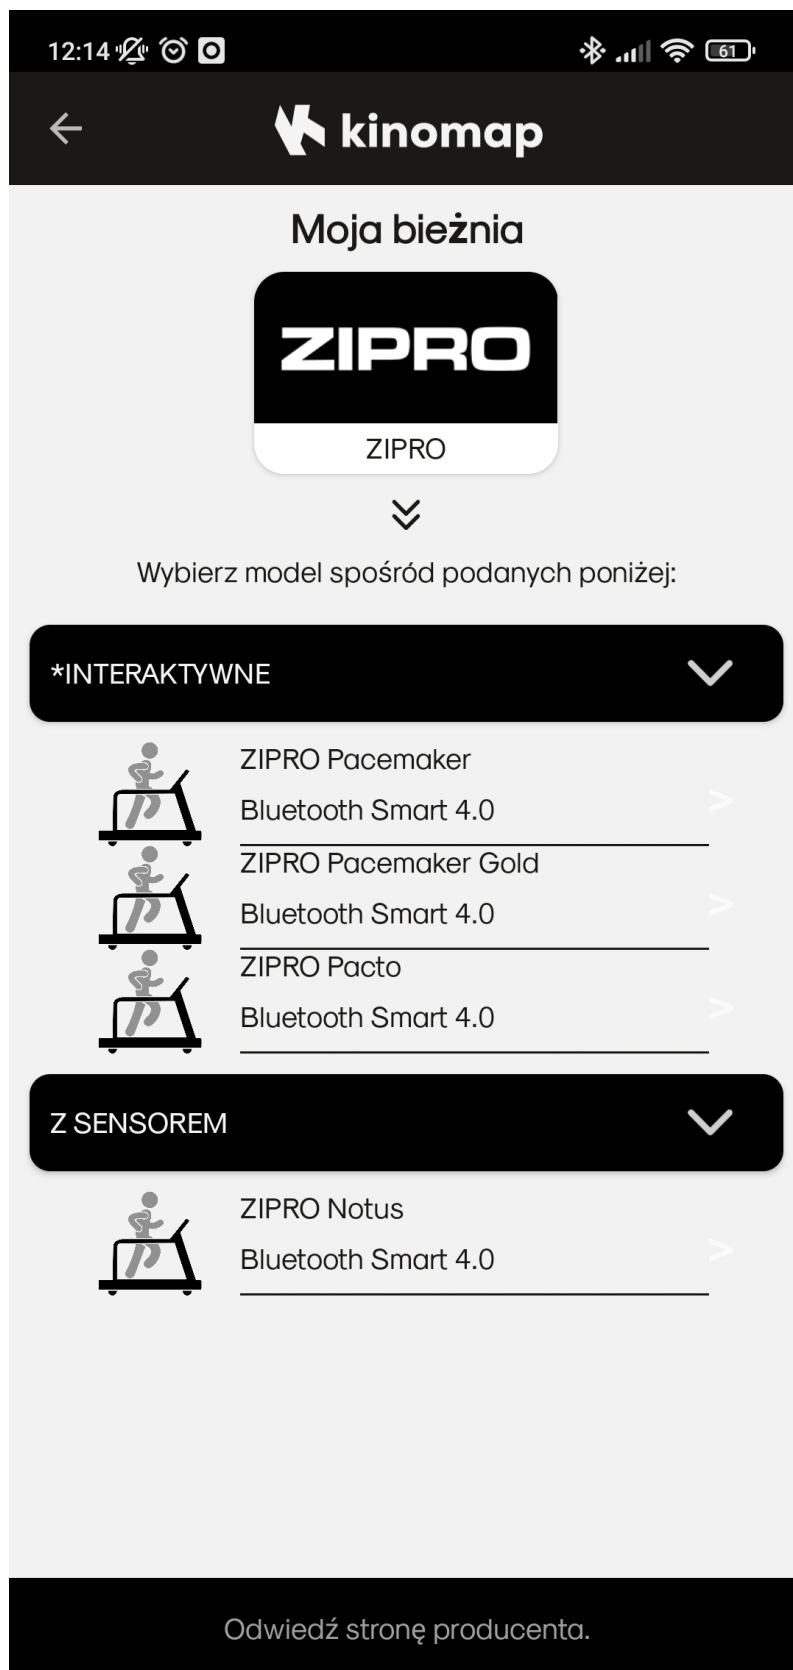 12:14
61
kinomap
Moja bieżnia
ZIPRO
ZIPRO
Wybierz model spośród podanych poniżej:
*INTERAKTYWNE
ZIPRO Pacemaker
Bluetooth Smart 4.0
>
ZIPRO Pacemaker Gold
Bluetooth Smart 4.0
>
ZIPRO Pacto
Bluetooth Smart 4.0
>
Z SENSOREM
ZIPRO Notus
Bluetooth Smart 4.0
>
Odwiedź stronę producenta.